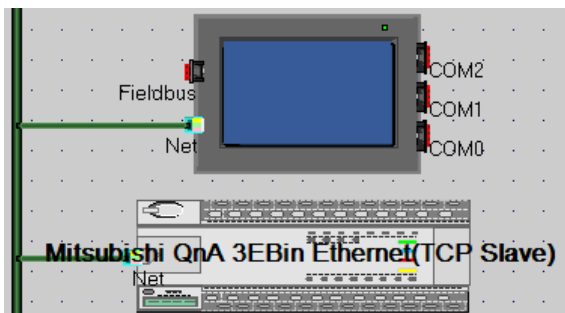 COM2
Fieldbus
COM1
Net
COM0
Mitsubishi QnA 3EBin Ethernet(TCP Slave)
Net